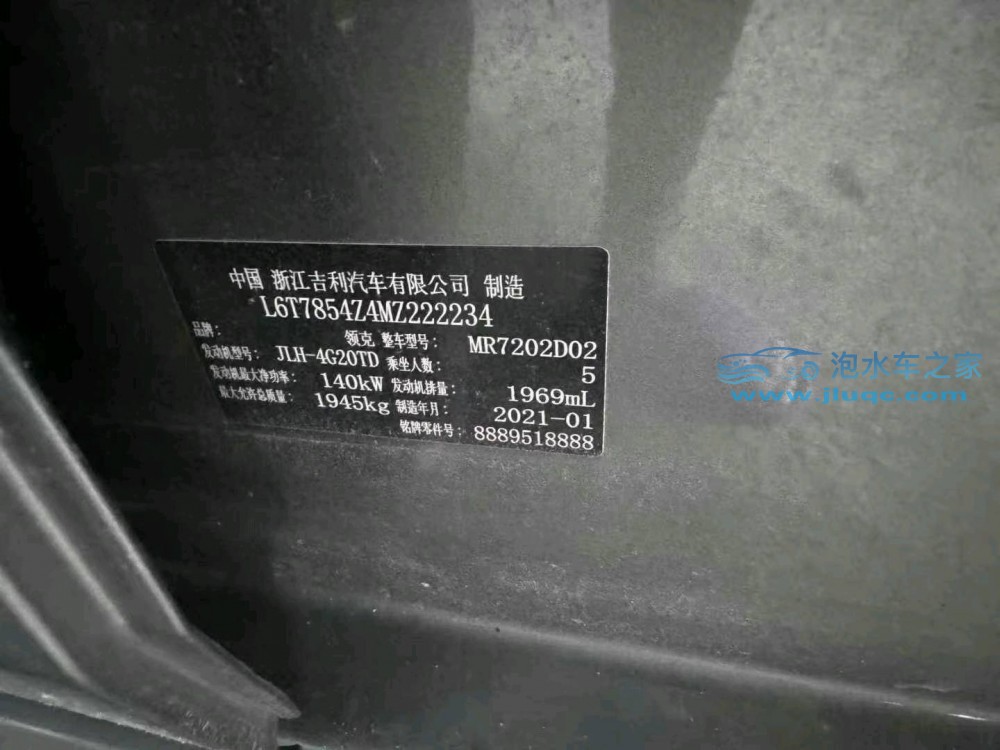 中国 浙江吉利汽车有限公司 制造
L6T7854Z4MZ222234
品牌: 领克 整车型号: MR7202D02
发动机型号: JLH-4G20TD 乘坐人数: 5
发动机最大净功率: 140kW 发动机排量: 1969mL
最大允许总质量: 1945kg 制造年月: 2021-01
铭牌零件号: 8889518888
泡水车之家
www.jluqc.com